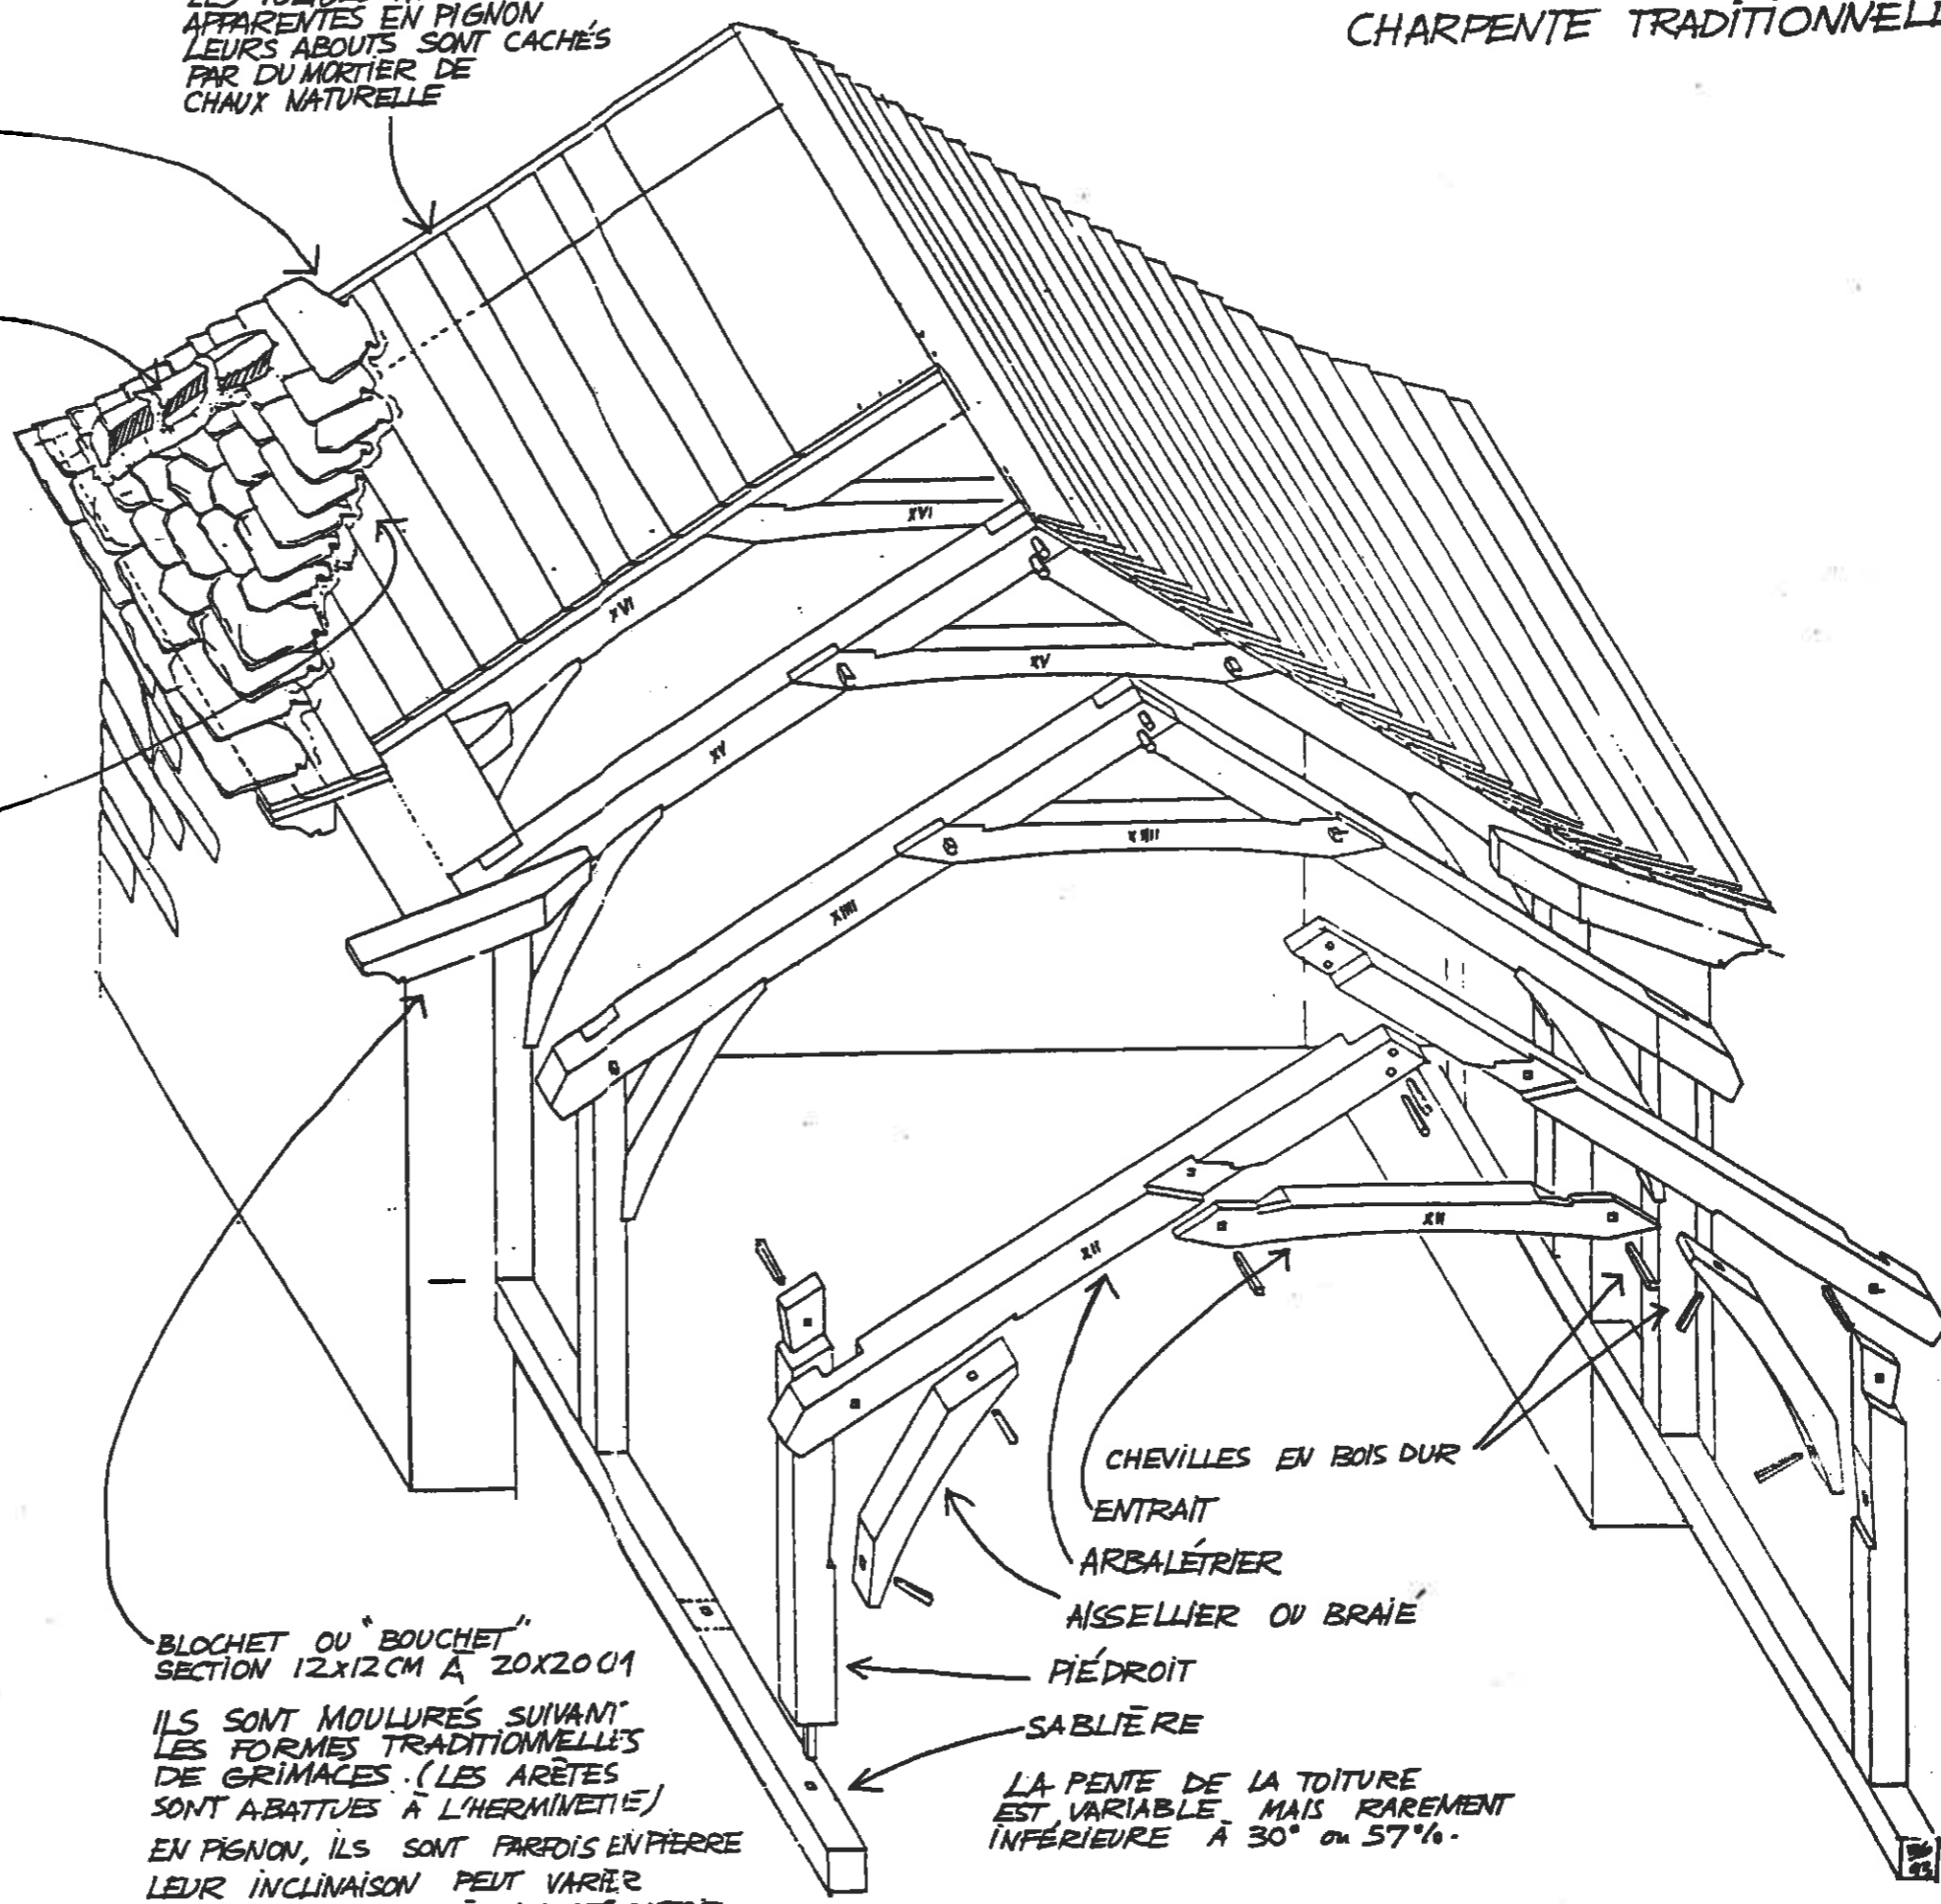 APPARENTES EN PIGNON
LEURS ABOUTS SONT CACHÉS
PAR DU MORTIER DE
CHAUX NATURELLE
CHARPENTE TRADITIONNELL
XVI
XVI
XV
XV
XIIII
XIIII
XII
XII
CHEVILLES EN BOIS DUR
ENTRAIT
ARBALÉTRIER
AISSELLIER OU BRAIE
PIÉDROIT
SABLIÈRE
BLOCHET OU "BOUCHET"
SECTION 12x12CM À 20X20CM
ILS SONT MOULURÉS SUIVANT
LES FORMES TRADITIONNELLES
DE GRIMACES. (LES ARÊTES
SONT ABATTUES À L'HERMINETTE)
EN PIGNON, ILS SONT PARFOIS EN PIERRE
LEUR INCLINAISON PEUT VARIER
LA PENTE DE LA TOITURE
EST VARIABLE MAIS RAREMENT
INFÉRIEURE À 30° ou 57%.
93